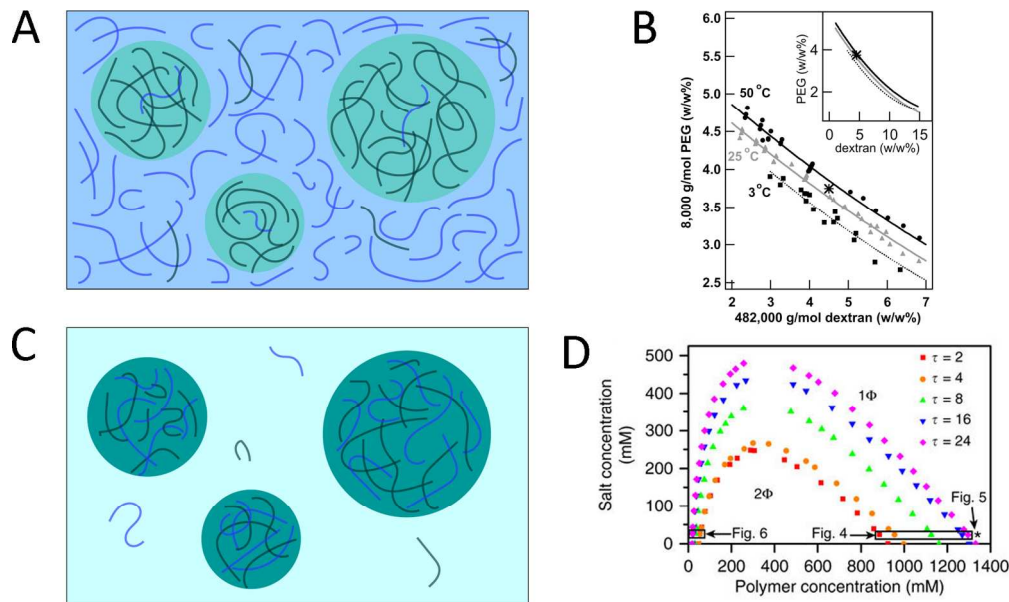 A
B
6.0
5.5
5.0
4.5
4.0
3.5
3.0
2.5
8,000 g/mol PEG (w/w%)
50°C
25°C
3°C
2 3 4 5 6 7
482,000 g/mol dextran (w/w%)
PEG (w/w%)
4
2
0 5 10 15
dextran (w/w%)
C
D
500
400
300
200
100
0
Salt concentration
(mM)
τ = 2
τ = 4
τ = 8
τ = 16
τ = 24
1Φ
2Φ
Fig. 5
Fig. 6
Fig. 4
*
0 200 400 600 800 1000 1200 1400
Polymer concentration (mM)